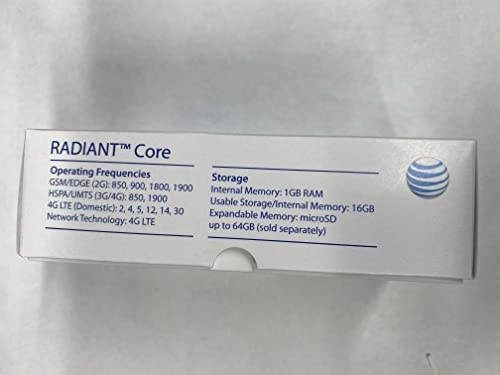 RADIANT™ Core
Operating Frequencies
GSM/EDGE (2G): 850, 900, 1800, 1900
HSPA/UMTS (3G/4G): 850, 1900
4G LTE (Domestic): 2, 4, 5, 12, 14, 30
Network Technology: 4G LTE
Storage
Internal Memory: 1GB RAM
Usable Storage/Internal Memory: 16GB
Expandable Memory: microSD
up to 64GB (sold separately)